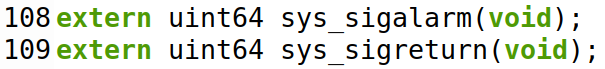 108 extern uint64 sys_sigalarm(void);
109 extern uint64 sys_sigreturn(void);